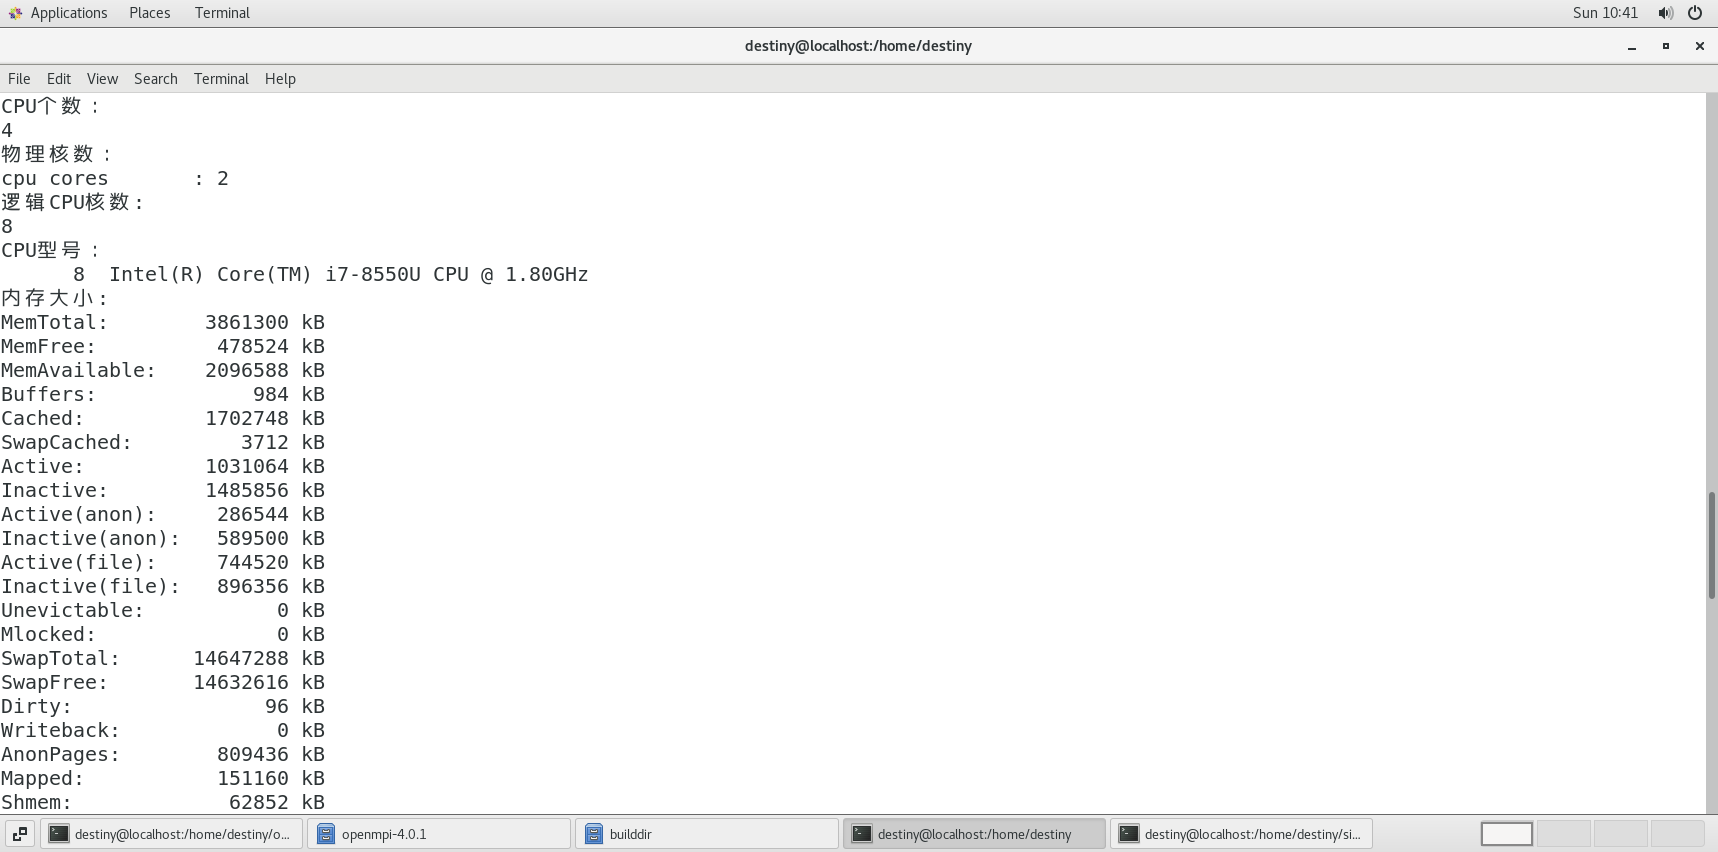 Applications Places Terminal Sun 10:41
destiny@localhost:/home/destiny
File Edit View Search Terminal Help
CPU个数：
4
物理核数：
cpu cores : 2
逻辑CPU核数:
8
CPU型号：
8 Intel(R) Core(TM) i7-8550U CPU @ 1.80GHz
内存大小:
MemTotal: 3861300 kB
MemFree: 478524 kB
MemAvailable: 2096588 kB
Buffers: 984 kB
Cached: 1702748 kB
SwapCached: 3712 kB
Active: 1031064 kB
Inactive: 1485856 kB
Active(anon): 286544 kB
Inactive(anon): 589500 kB
Active(file): 744520 kB
Inactive(file): 896356 kB
Unevictable: 0 kB
Mlocked: 0 kB
SwapTotal: 14647288 kB
SwapFree: 14632616 kB
Dirty: 96 kB
Writeback: 0 kB
AnonPages: 809436 kB
Mapped: 151160 kB
Shmem: 62852 kB
destiny@localhost:/home/destiny/o... openmpi-4.0.1 builddir destiny@localhost:/home/destiny destiny@localhost:/home/destiny/si...